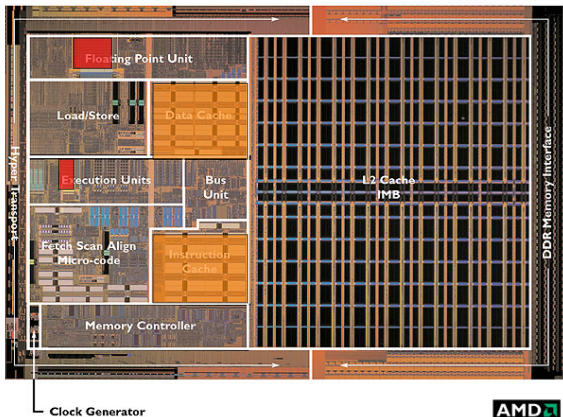 Floating Point Unit
Load/Store
Data Cache
Execution Units
Bus
Unit
L2 Cache
1MB
Hyper Transport
DDR Memory Interface
Fetch Scan Align
Micro-code
Instruction
Cache
Memory Controller
Clock Generator
AMD